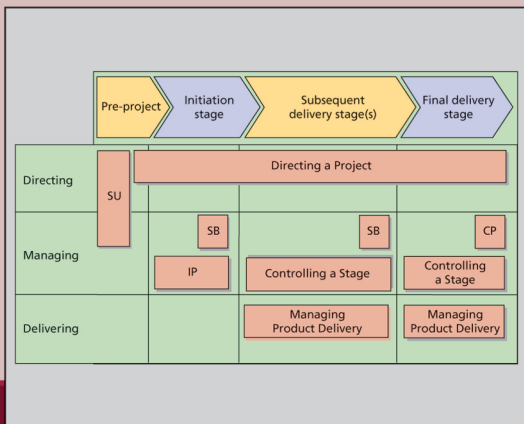 Pre-project
Initiation
stage
Subsequent
delivery stage(s)
Final delivery
stage
Directing
SU
Directing a Project
Managing
SB
SB
CP
IP
Controlling a Stage
Controlling
a Stage
Delivering
Managing
Product Delivery
Managing
Product Delivery